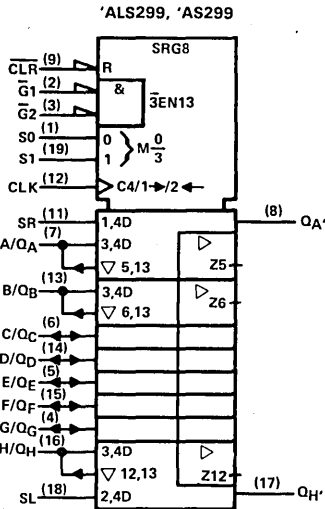 'ALS299, 'AS299
SRG8
CLR (9) R
G1 (2) &
G2 (3) 3EN13
S0 (1) 0 } M 0/3
S1 (19) 1
CLK (12) C4/1→/2←
SR (11) 1,4D (8) QA'
A/QA (7) 3,4D ▷
▽ 5,13 Z5
B/QB (13) 3,4D ▷
▽ 6,13 Z6
C/QC (6)
D/QD (14)
E/QE (5)
F/QF (15)
G/QG (4)
H/QH (16) 3,4D ▷
▽ 12,13 Z12
SL (18) 2,4D (17) QH'